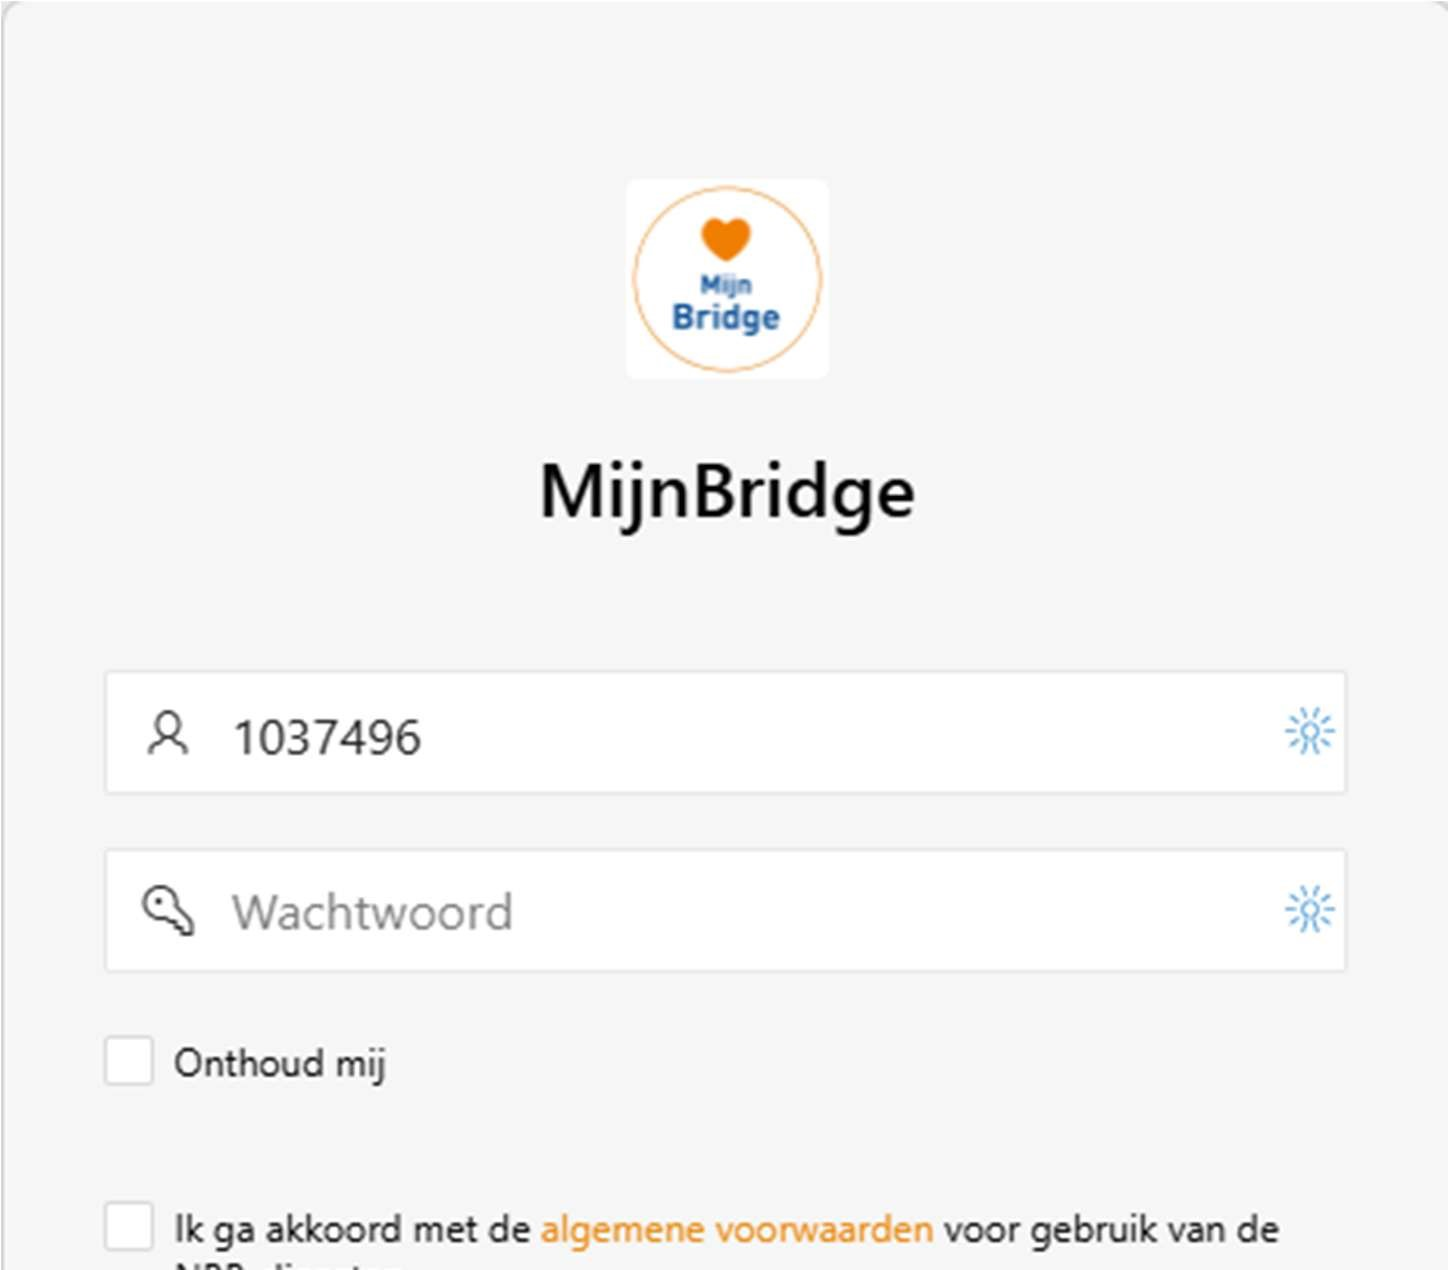 Mijn
Bridge
MijnBridge
1037496
Wachtwoord
Onthoud mij
Ik ga akkoord met de algemene voorwaarden voor gebruik van de